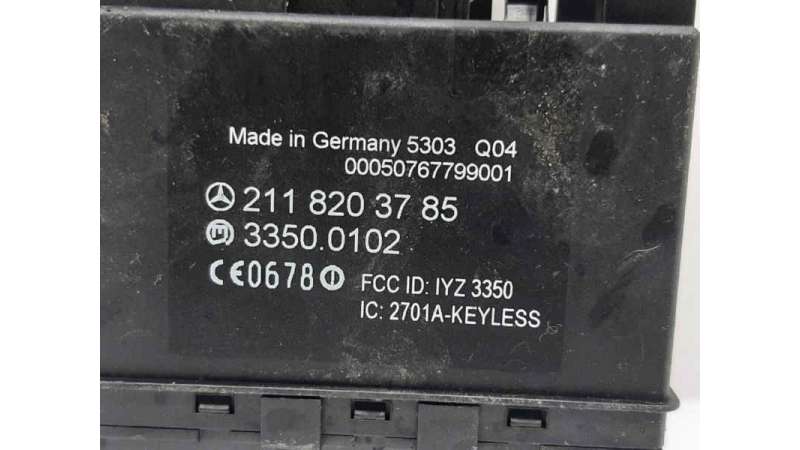 Made in Germany 5303 Q04
00050767799001
211 820 37 85
3350.0102
CE0678
FCC ID: IYZ 3350
IC: 2701A-KEYLESS